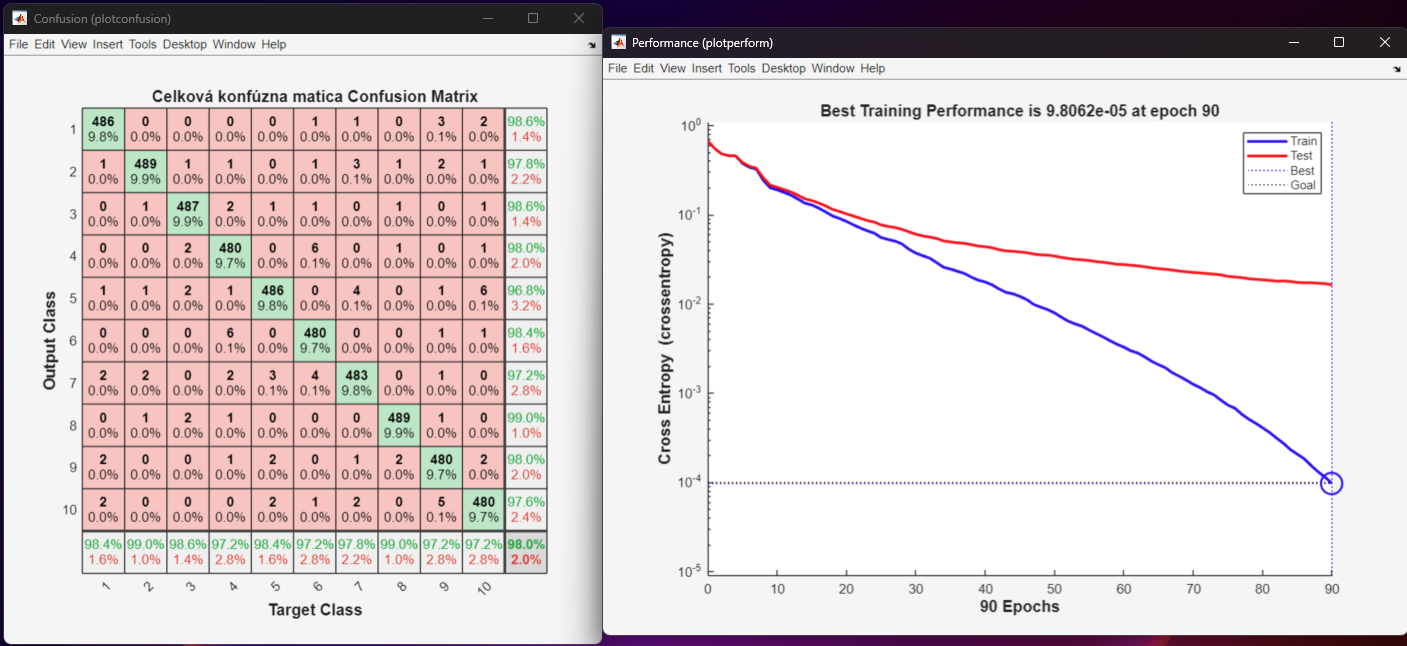 Confusion (plotconfusion)
File Edit View Insert Tools Desktop Window Help
Celková konfúzna matica Confusion Matrix
1 486 0 0 0 0 1 1 0 3 2 98.6%
9.8% 0.0% 0.0% 0.0% 0.0% 0.0% 0.0% 0.0% 0.1% 0.0% 1.4%
2 1 489 1 1 0 1 3 1 2 1 97.8%
0.0% 9.9% 0.0% 0.0% 0.0% 0.0% 0.1% 0.0% 0.0% 0.0% 2.2%
3 0 1 487 2 1 1 0 1 0 1 98.6%
0.0% 0.0% 9.9% 0.0% 0.0% 0.0% 0.0% 0.0% 0.0% 0.0% 1.4%
4 0 0 2 480 0 6 0 1 0 1 98.0%
0.0% 0.0% 0.0% 9.7% 0.0% 0.1% 0.0% 0.0% 0.0% 0.0% 2.0%
5 1 1 2 1 486 0 4 0 1 6 96.8%
0.0% 0.0% 0.0% 0.0% 9.8% 0.0% 0.1% 0.0% 0.0% 0.1% 3.2%
6 0 0 0 6 0 480 0 0 1 1 98.4%
0.0% 0.0% 0.0% 0.1% 0.0% 9.7% 0.0% 0.0% 0.0% 0.0% 1.6%
7 2 2 0 2 3 4 483 0 1 0 97.2%
0.0% 0.0% 0.0% 0.0% 0.1% 0.1% 9.8% 0.0% 0.0% 0.0% 2.8%
8 0 1 2 1 0 0 0 489 1 0 99.0%
0.0% 0.0% 0.0% 0.0% 0.0% 0.0% 0.0% 9.9% 0.0% 0.0% 1.0%
9 2 0 0 1 2 0 1 2 480 2 98.0%
0.0% 0.0% 0.0% 0.0% 0.0% 0.0% 0.0% 0.0% 9.7% 0.0% 2.0%
10 2 0 0 0 2 1 2 0 5 480 97.6%
0.0% 0.0% 0.0% 0.0% 0.0% 0.0% 0.0% 0.0% 0.1% 9.7% 2.4%
98.4% 99.0% 98.6% 97.2% 98.4% 97.2% 97.8% 99.0% 97.2% 97.2% 98.0%
1.6% 1.0% 1.4% 2.8% 1.6% 2.8% 2.2% 1.0% 2.8% 2.8% 2.0%
1 2 3 4 5 6 7 8 9 10
Target Class
Output Class
Performance (plotperform)
File Edit View Insert Tools Desktop Window Help
Best Training Performance is 9.8062e-05 at epoch 90
Train
Test
Best
Goal
10^0
10^-1
10^-2
10^-3
10^-4
10^-5
Cross Entropy (crossentropy)
0 10 20 30 40 50 60 70 80 90
90 Epochs